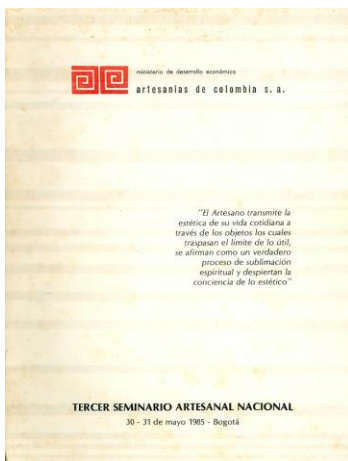 ministerio de desarrollo económico
artesanías de colombia s. a.
"El Artesano transmite la
estética de su vida cotidiana a
través de los objetos los cuales
traspasan el límite de lo útil,
se afirman como un verdadero
proceso de sublimación
espiritual y despiertan la
conciencia de lo estético"
TERCER SEMINARIO ARTESANAL NACIONAL
30 - 31 de mayo 1985 - Bogotá